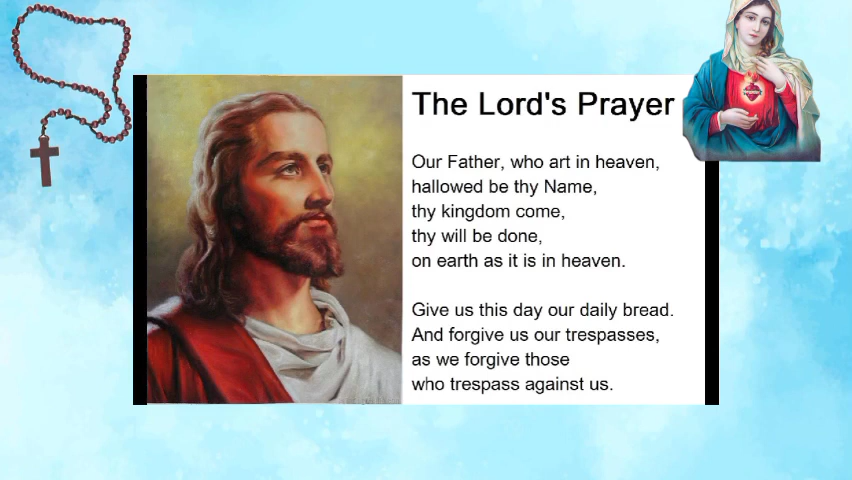 The Lord's Prayer
Our Father, who art in heaven,
hallowed be thy Name,
thy kingdom come,
thy will be done,
on earth as it is in heaven.
Give us this day our daily bread.
And forgive us our trespasses,
as we forgive those
who trespass against us.